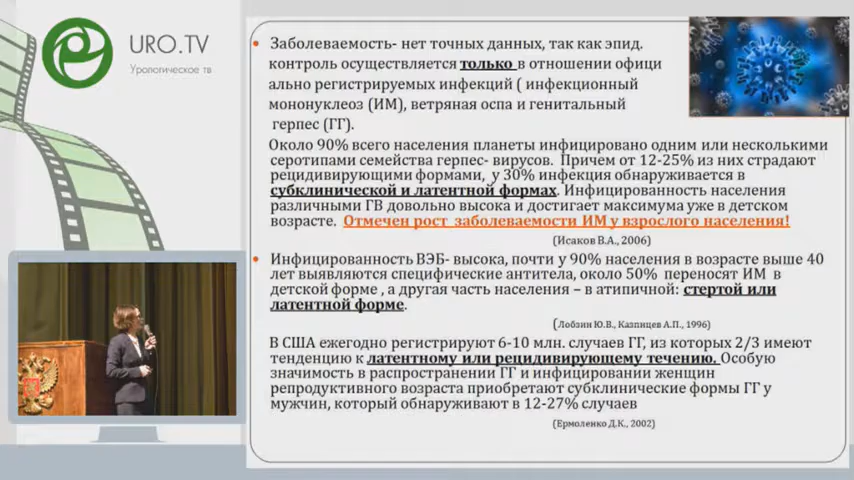 URO.TV
Урологическое тв
Заболеваемость- нет точных данных, так как эпид.
контроль осуществляется только в отношении офици
ально регистрируемых инфекций ( инфекционный
мононуклеоз (ИМ), ветряная оспа и генитальный
герпес (ГГ).
Около 90% всего населения планеты инфицировано одним или несколькими
серотипами семейства герпес- вирусов. Причем от 12-25% из них страдают
рецидивирующими формами, у 30% инфекция обнаруживается в
субклинической и латентной формах. Инфицированность населения
различными ГВ довольно высока и достигает максимума уже в детском
возрасте. Отмечен рост заболеваемости ИМ у взрослого населения!
(Исаков В.А., 2006)
Инфицированность ВЭБ- высока, почти у 90% населения в возрасте выше 40
лет выявляются специфические антитела, около 50% переносят ИМ в
детской форме , а другая часть населения – в атипичной: стертой или
латентной форме.
(Лобзин Ю.В., Казпицев А.П., 1996)
В США ежегодно регистрируют 6-10 млн. случаев ГГ, из которых 2/3 имеют
тенденцию к латентному или рецидивирующему течению. Особую
значимость в распространении ГГ и инфицировании женщин
репродуктивного возраста приобретают субклинические формы ГГ у
мужчин, который обнаруживают в 12-27% случаев
(Ермоленко Д.К., 2002)